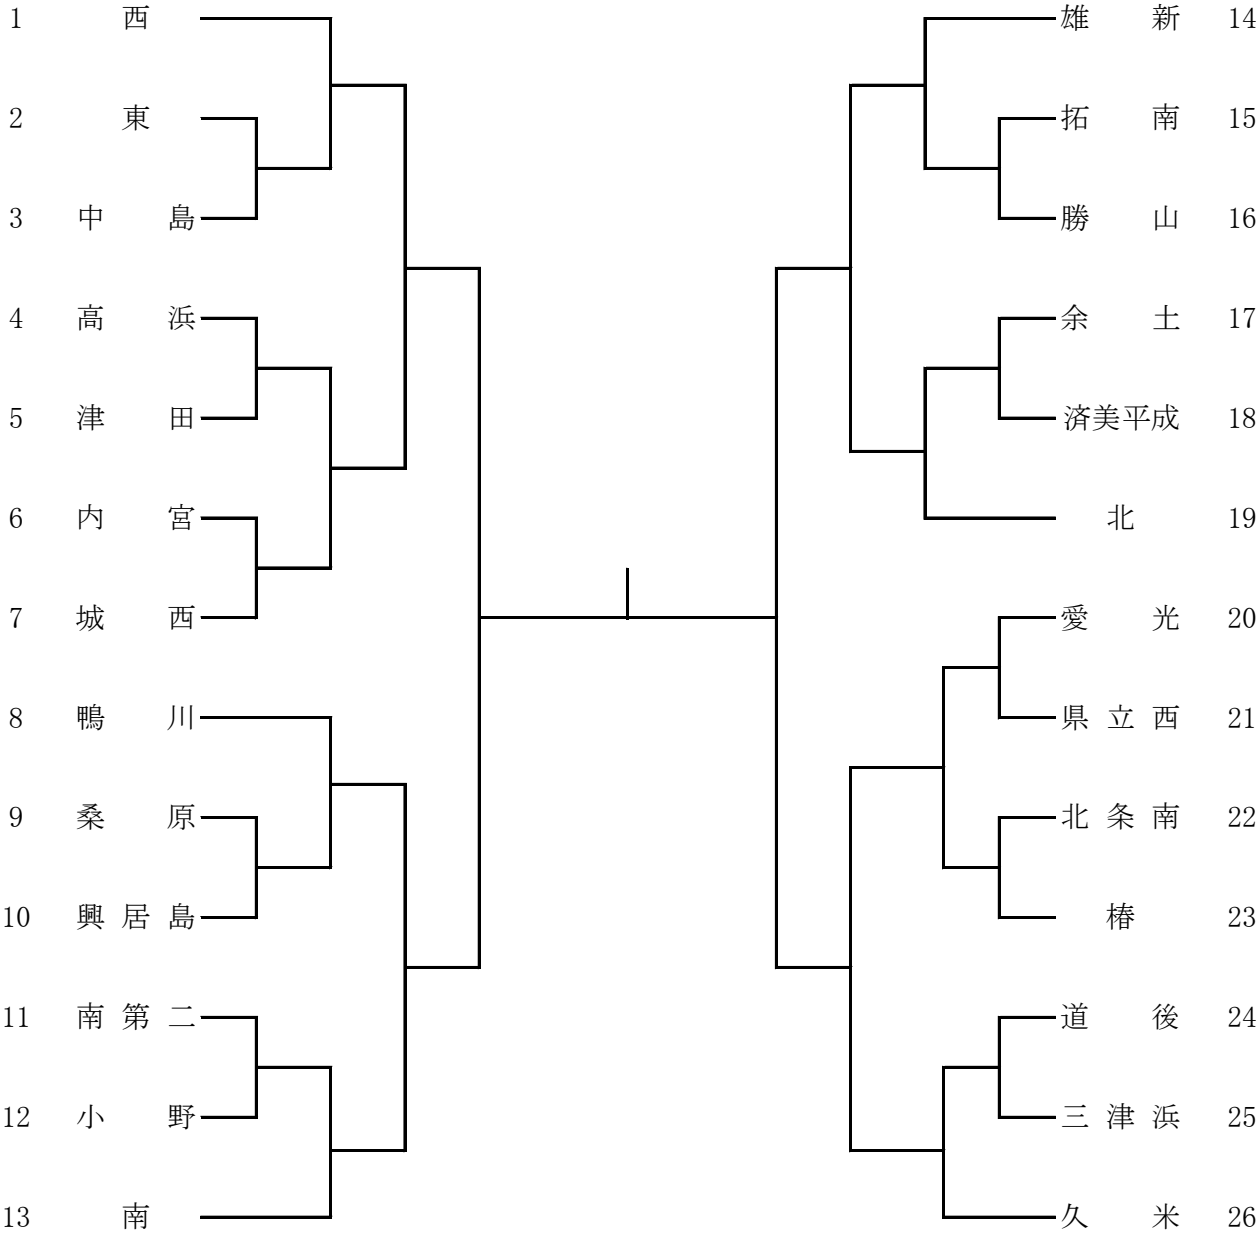 1 西
2 東
3 中島
4 高浜
5 津田
6 内宮
7 城西
8 鴨川
9 桑原
10 興居島
11 南第二
12 小野
13 南
雄新 14
拓南 15
勝山 16
余土 17
済美平成 18
北 19
愛光 20
県立西 21
北条南 22
椿 23
道後 24
三津浜 25
久米 26